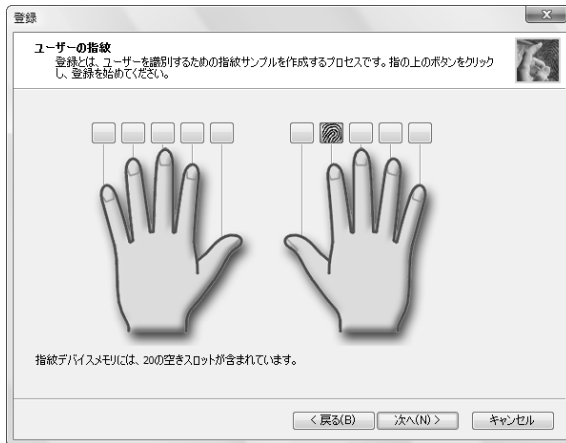 登録
ユーザーの指紋
登録とは、ユーザーを識別するための指紋サンプルを作成するプロセスです。指の上のボタンをクリック
し、登録を始めてください。
指紋デバイスメモリには、20の空きスロットが含まれています。
< 戻る(B)
次へ(N) >
キャンセル